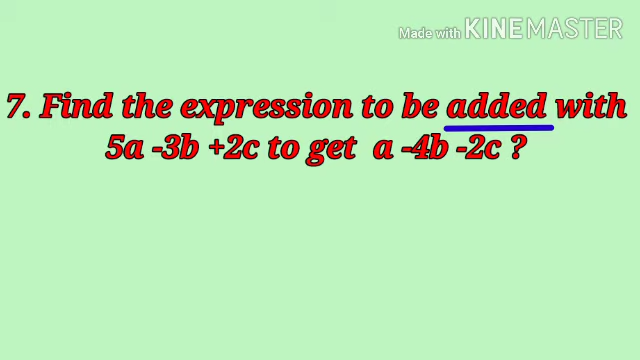 Made with KINEMASTER
7. Find the expression to be added with
5a -3b +2c to get a -4b -2c ?